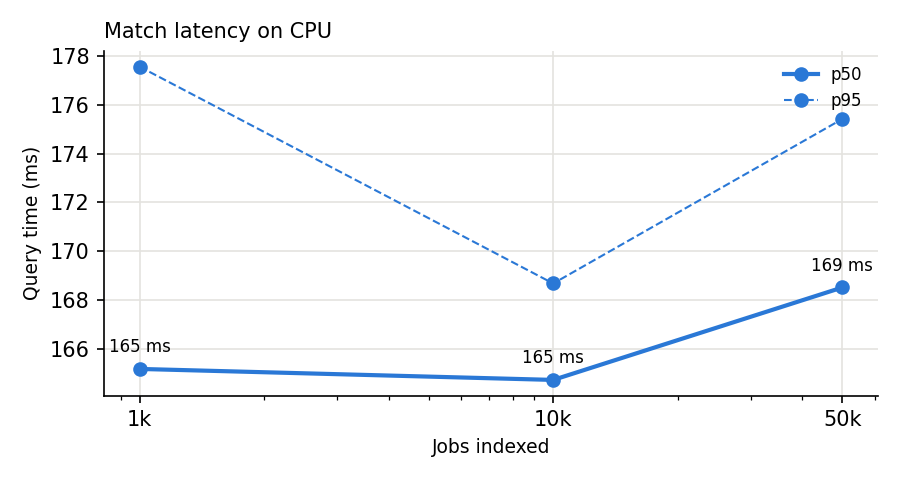 Match latency on CPU
178
176
174
172
170
168
166
Query time (ms)
p50
p95
165 ms
165 ms
169 ms
1k
10k
50k
Jobs indexed